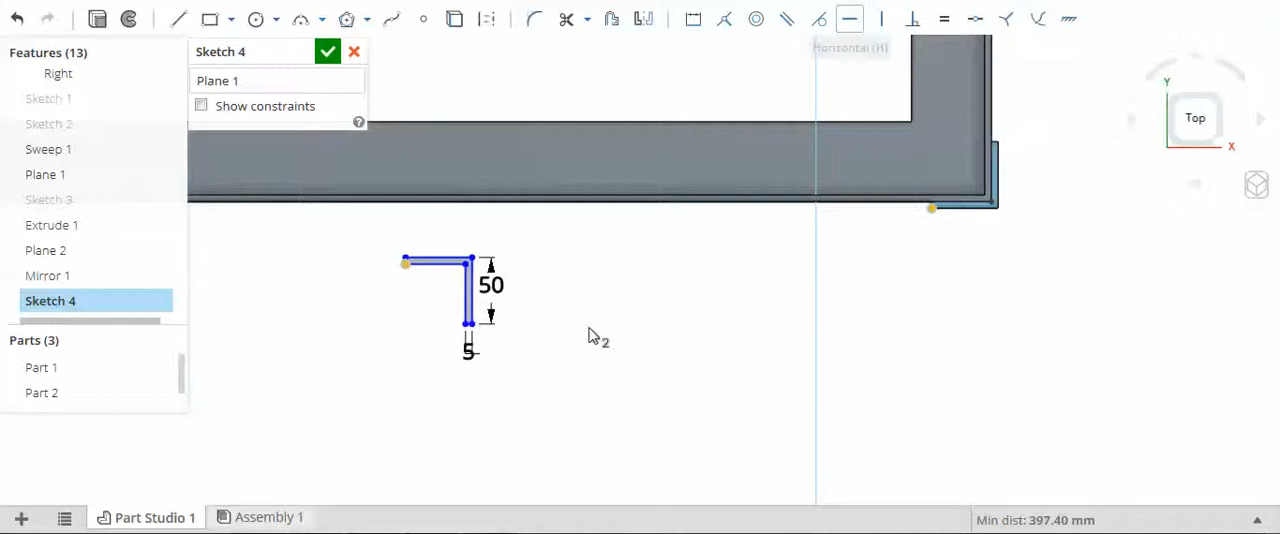 Features (13)
Right
Sketch 1
Sketch 2
Sweep 1
Plane 1
Sketch 3
Extrude 1
Plane 2
Mirror 1
Sketch 4
Parts (3)
Part 1
Part 2
Sketch 4
Plane 1
Show constraints
Horizontal (H)
Y
Top
X
50
5
2
Part Studio 1
Assembly 1
Min dist: 397.40 mm